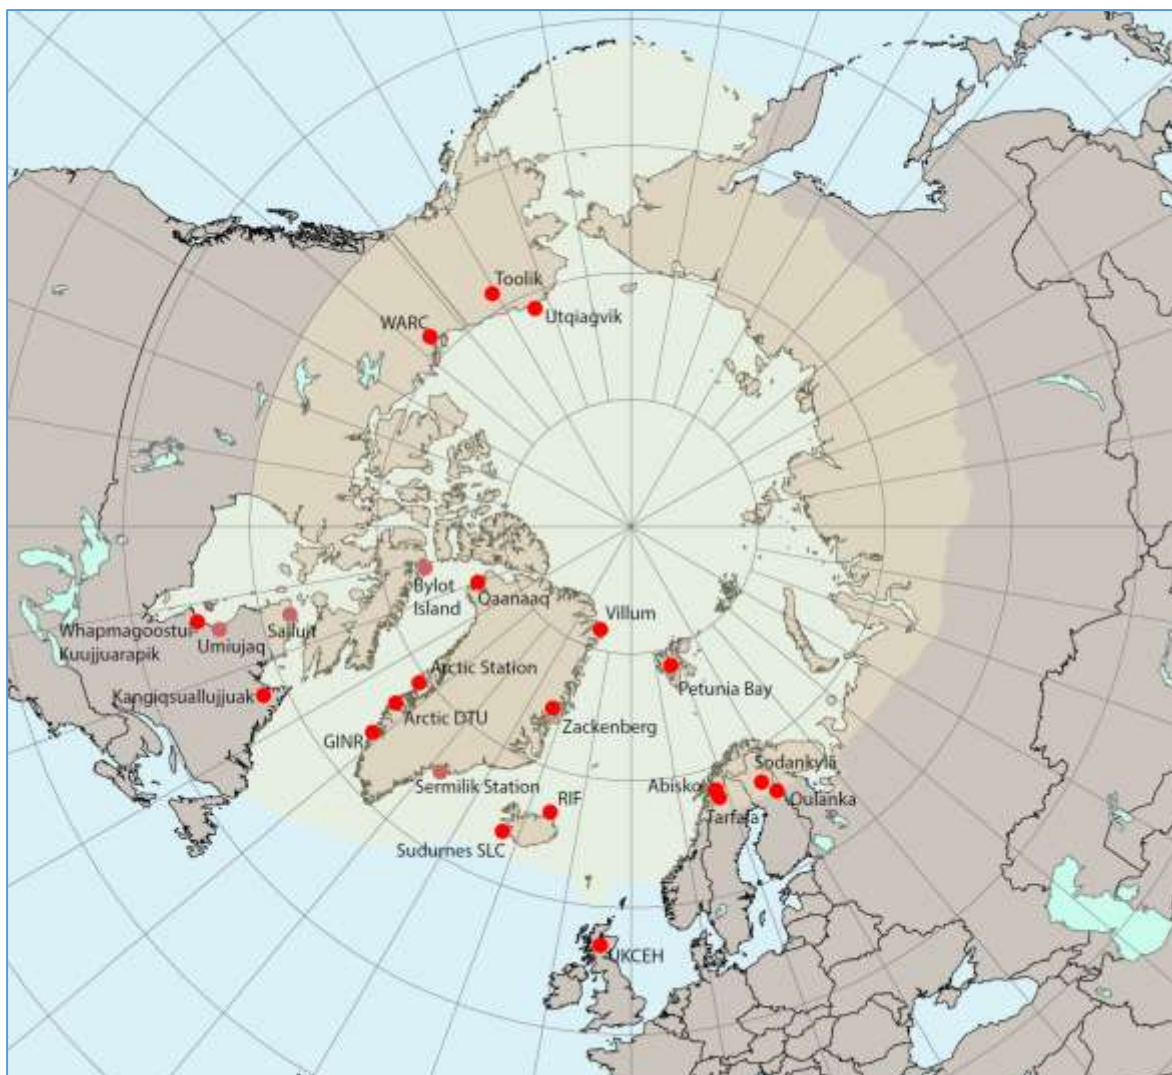 Toolik
Utqiagvik
WARC
Bylot
Island
Qaanaaq
Villum
Salluit
Whapmagoostui
Kuujjuarapik
Umiujaq
Arctic Station
Petunia Bay
Kangiqsuallujjuak
Arctic DTU
Zackenberg
GINR
Sermilik Station
Sodankylä
Abisko
Oulanka
RIF
Tarfala
Sudurnes SLC
UKCEH